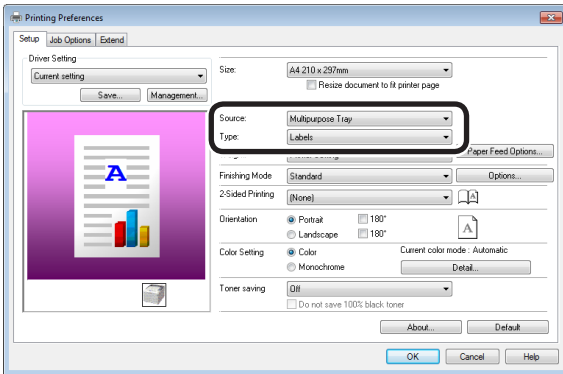 Printing Preferences
Setup Job Options Extend
Driver Setting
Current setting
Save... Management...
A
Size: A4 210 x 297mm
Resize document to fit printer page
Source: Multipurpose Tray
Type: Labels
Paper Feed Options...
Finishing Mode Standard Options...
2-Sided Printing (None) A
Orientation Portrait 180°
Landscape 180° A
Color Setting Color Current color mode : Automatic
Monochrome Detail...
Toner saving Off
Do not save 100% black toner
About... Default
OK Cancel Help